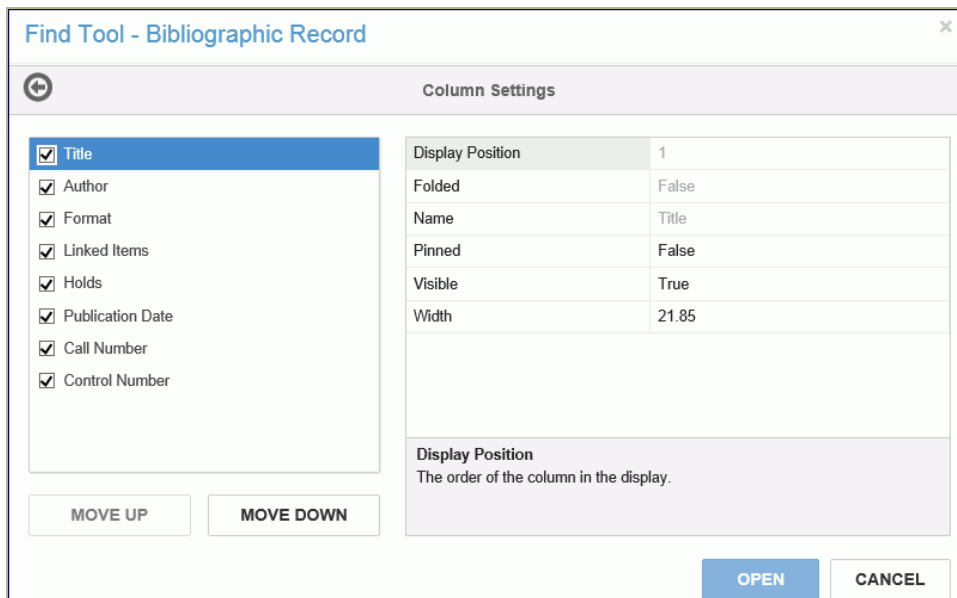 Find Tool - Bibliographic Record
×
Column Settings
Title
Author
Format
Linked Items
Holds
Publication Date
Call Number
Control Number
MOVE UP
MOVE DOWN
Display Position 1
Folded False
Name Title
Pinned False
Visible True
Width 21.85
Display Position
The order of the column in the display.
OPEN
CANCEL